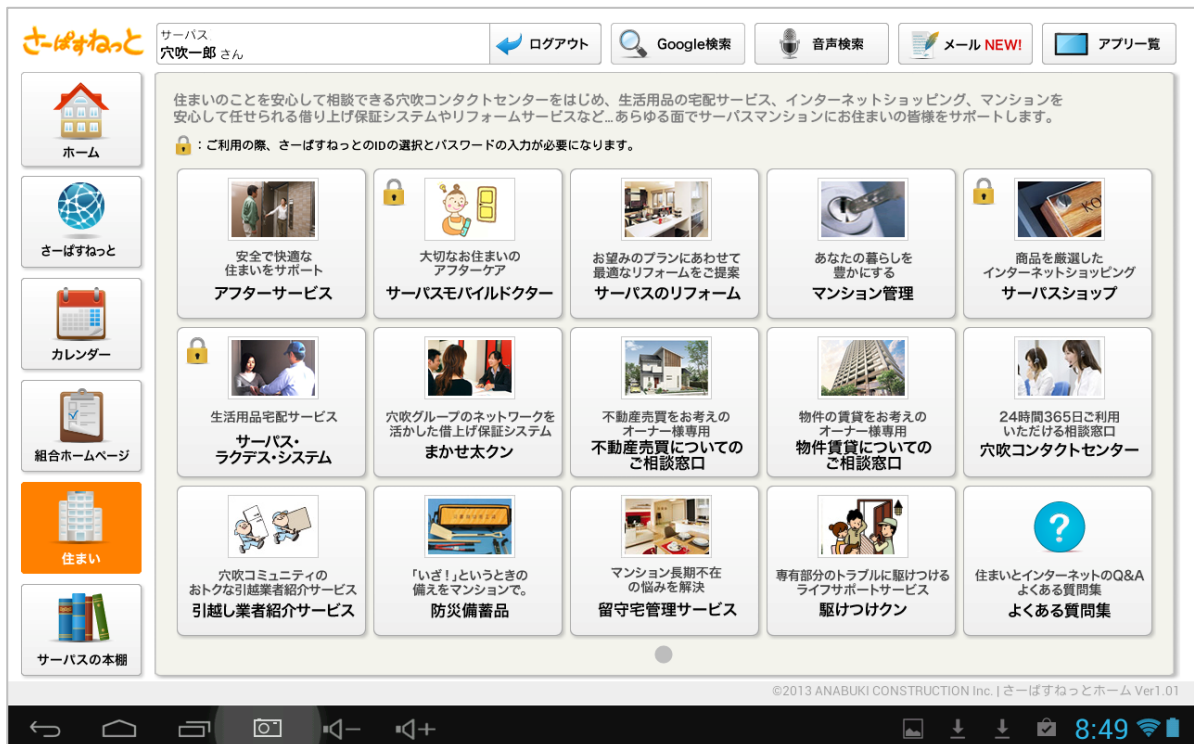 さーぱすねっと
サーパス
穴吹一郎 さん
ログアウト
Google検索
音声検索
メール NEW!
アプリ一覧
ホーム
さーぱすねっと
カレンダー
組合ホームページ
住まい
サーパスの本棚
住まいのことを安心して相談できる穴吹コンタクトセンターをはじめ、生活用品の宅配サービス、インターネットショッピング、マンションを
安心して任せられる借り上げ保証システムやリフォームサービスなど...あらゆる面でサーパスマンションにお住まいの皆様をサポートします。
：ご利用の際、さーぱすねっとのIDの選択とパスワードの入力が必要になります。
安全で快適な
住まいをサポート
アフターサービス
大切なお住まいの
アフターケア
サーパスモバイルドクター
お望みのプランにあわせて
最適なリフォームをご提案
サーパスのリフォーム
あなたの暮らしを
豊かにする
マンション管理
商品を厳選した
インターネットショッピング
サーパスショップ
生活用品宅配サービス
サーパス・
ラクデス・システム
穴吹グループのネットワークを
活かした借上げ保証システム
まかせ太クン
不動産売買をお考えの
オーナー様専用
不動産売買についての
ご相談窓口
物件の賃貸をお考えの
オーナー様専用
物件賃貸についての
ご相談窓口
24時間365日ご利用
いただける相談窓口
穴吹コンタクトセンター
穴吹コミュニティの
おトクな引越業者紹介サービス
引越し業者紹介サービス
「いざ！」というときの
備えをマンションで。
防災備蓄品
マンション長期不在
の悩みを解決
留守宅管理サービス
専有部分のトラブルに駆けつける
ライフサポートサービス
駆けつけクン
?
住まいとインターネットのQ&A
よくある質問集
よくある質問集
©2013 ANABUKI CONSTRUCTION Inc. | さーぱすねっとホーム Ver1.01
8:49